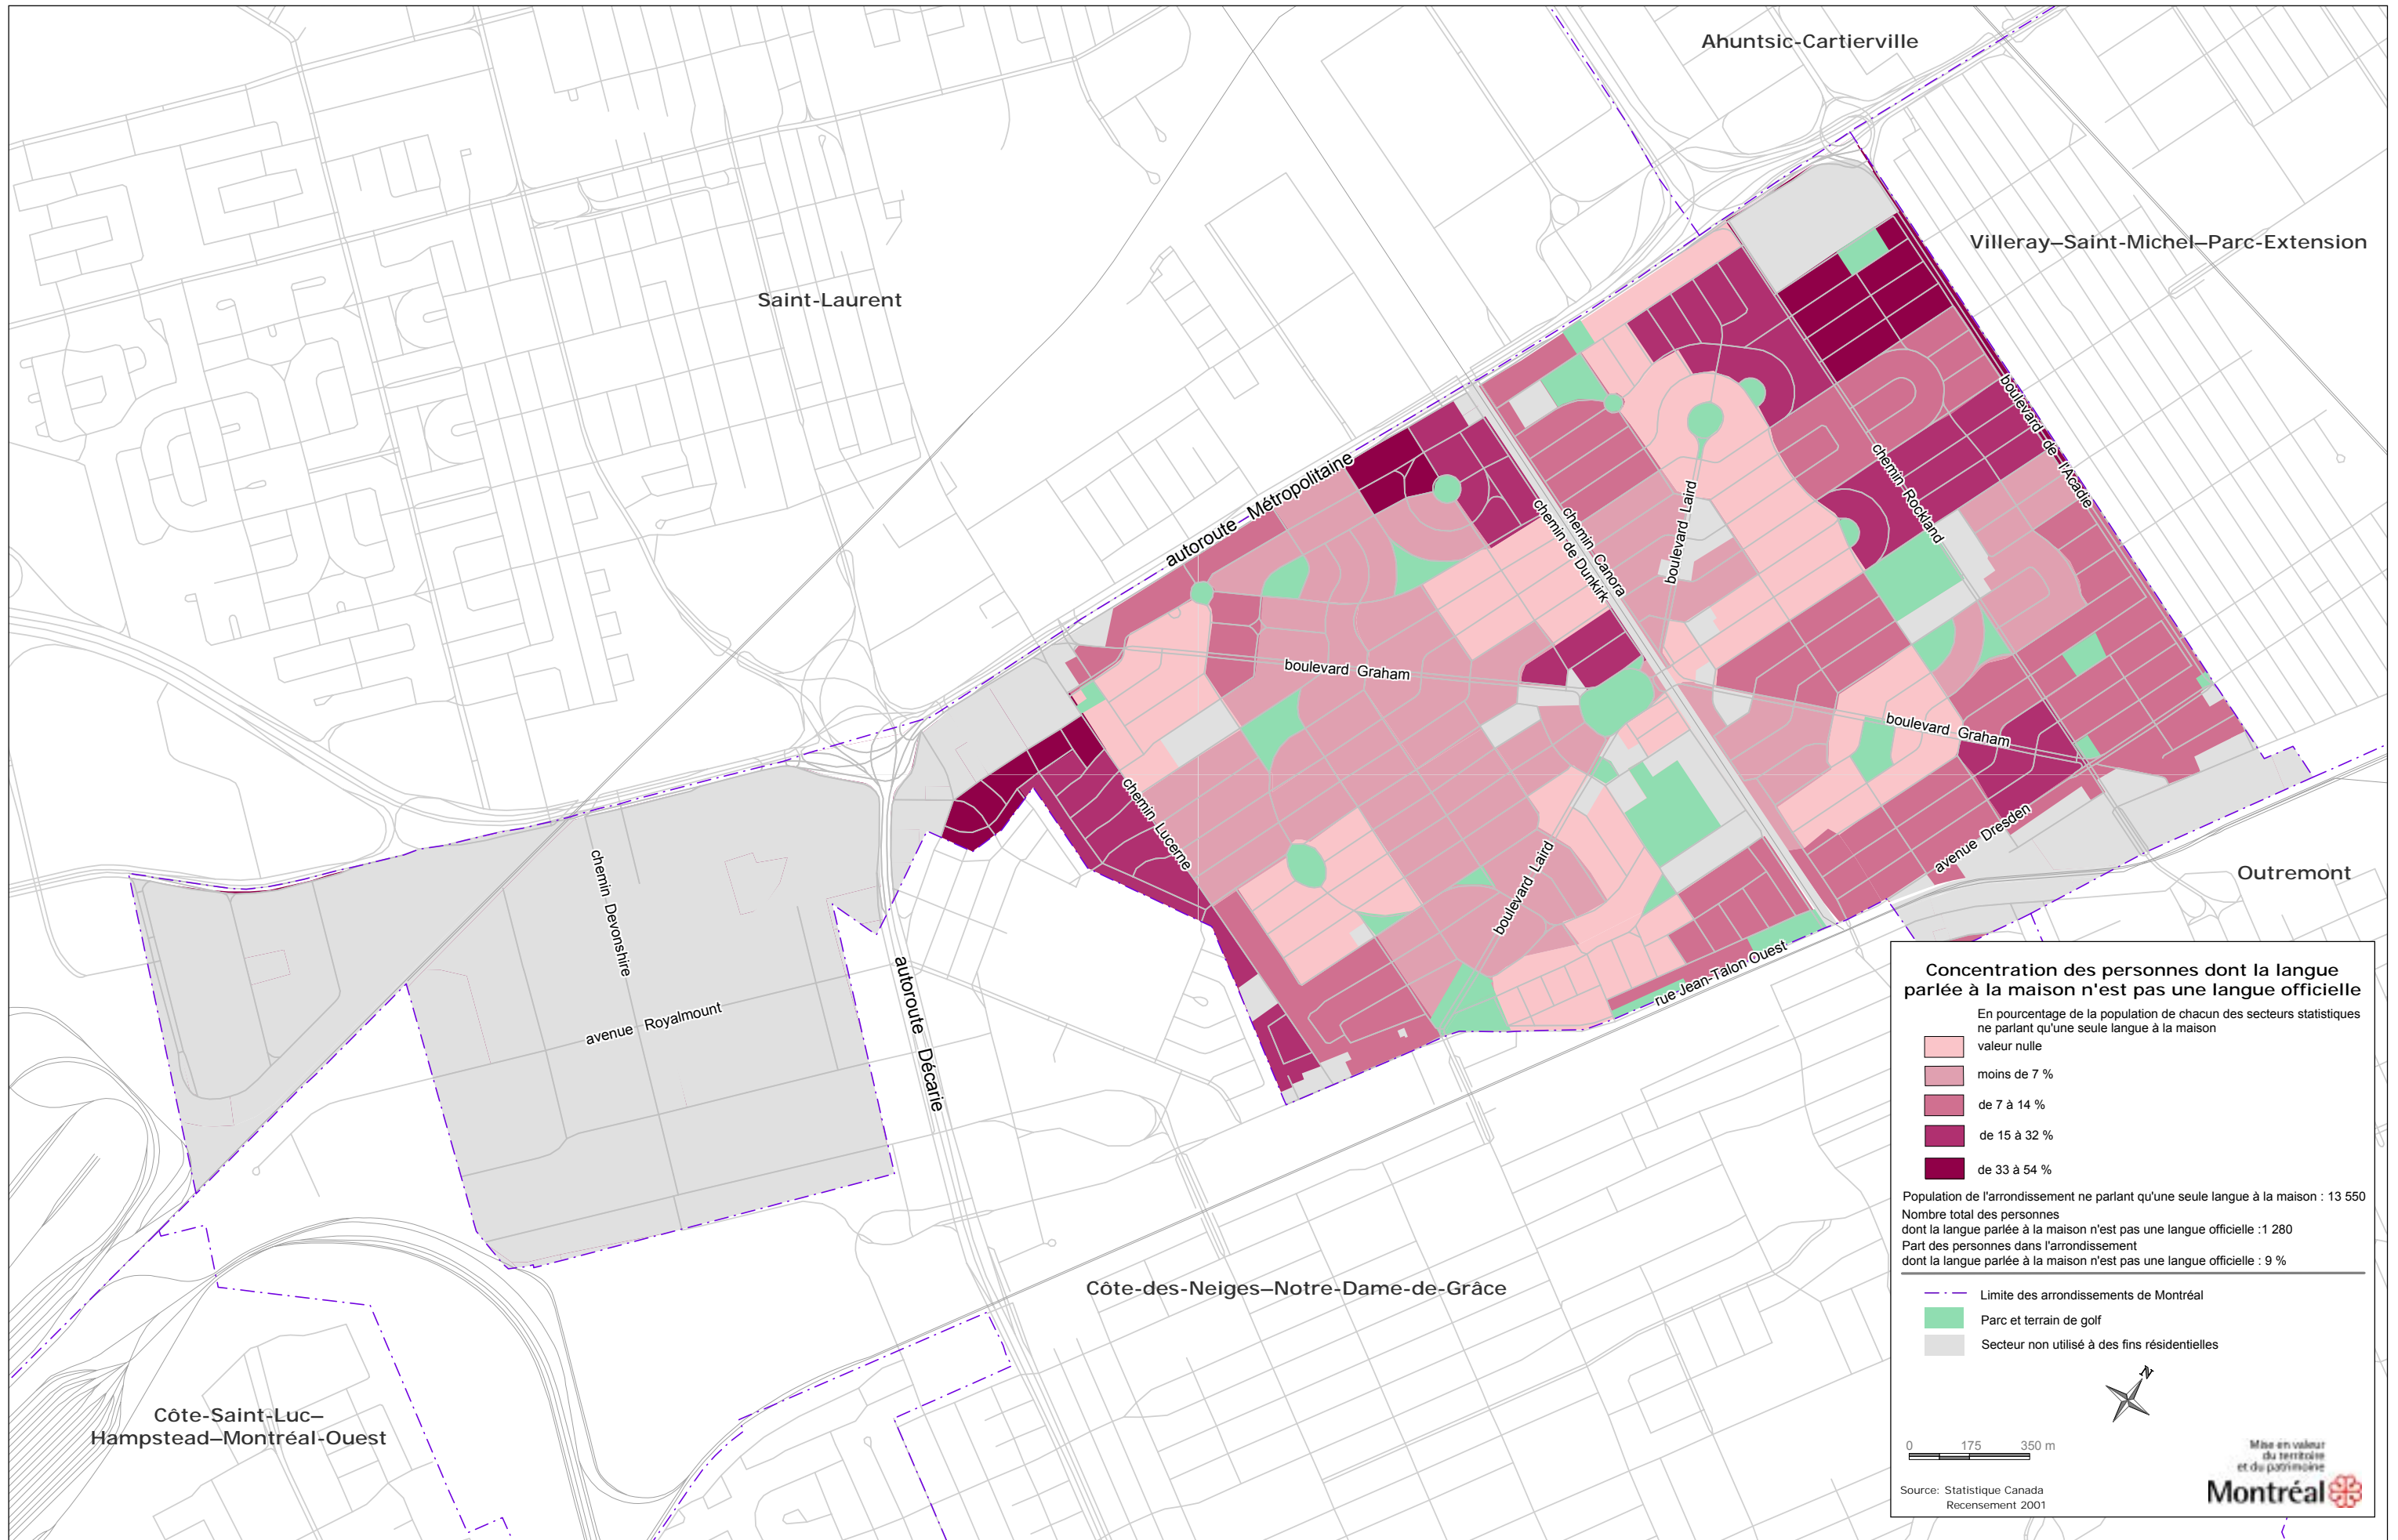 Ahuntsic-Cartierville
Villeray–Saint-Michel–Parc-Extension
Saint-Laurent
boulevard de l'Acadie
autoroute Métropolitaine
chemin Rockland
boulevard Laird
chemin Canora
chemin de Dunkirk
boulevard Graham
boulevard Graham
chemin Lucerne
avenue Dresden
chemin Devonshire
boulevard Laird
Outremont
rue Jean-Talon Ouest
avenue Royalmount
autoroute Décarie
Côte-des-Neiges–Notre-Dame-de-Grâce
Côte-Saint-Luc–
Hampstead–Montréal-Ouest
Concentration des personnes dont la langue
parlée à la maison n'est pas une langue officielle
En pourcentage de la population de chacun des secteurs statistiques
ne parlant qu'une seule langue à la maison
valeur nulle
moins de 7 %
de 7 à 14 %
de 15 à 32 %
de 33 à 54 %
Population de l'arrondissement ne parlant qu'une seule langue à la maison : 13 550
Nombre total des personnes
dont la langue parlée à la maison n'est pas une langue officielle :1 280
Part des personnes dans l'arrondissement
dont la langue parlée à la maison n'est pas une langue officielle : 9 %
Limite des arrondissements de Montréal
Parc et terrain de golf
Secteur non utilisé à des fins résidentielles
N
0 175 350 m
Mise en valeur
du territoire
et du patrimoine
Montréal
Source: Statistique Canada
Recensement 2001